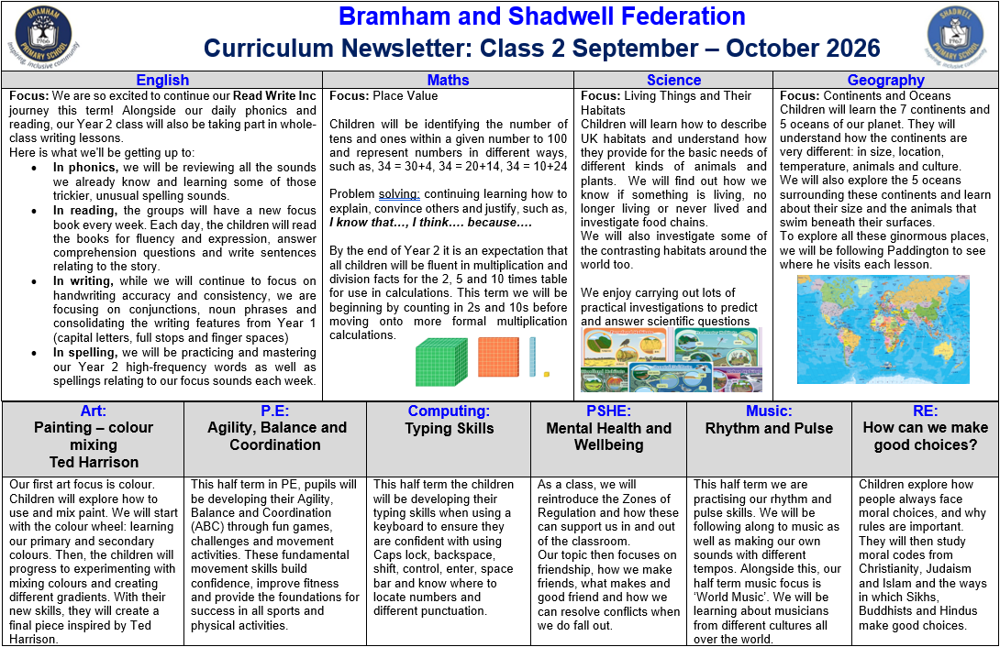 Bramham and Shadwell Federation
Curriculum Newsletter: Class 2 September – October 2026
BRAMHAM
1966
PRIMARY SCHOOL
inspiring, inclusive community
SHADWELL
1967
PRIMARY SCHOOL
inspiring, inclusive community
English
Focus: We are so excited to continue our Read Write Inc
journey this term! Alongside our daily phonics and
reading, our Year 2 class will also be taking part in whole-
class writing lessons.
Here is what we'll be getting up to:
• In phonics, we will be reviewing all the sounds
we already know and learning some of those
trickier, unusual spelling sounds.
• In reading, the groups will have a new focus
book every week. Each day, the children will read
the books for fluency and expression, answer
comprehension questions and write sentences
relating to the story.
• In writing, while we will continue to focus on
handwriting accuracy and consistency, we are
focusing on conjunctions, noun phrases and
consolidating the writing features from Year 1
(capital letters, full stops and finger spaces)
• In spelling, we will be practicing and mastering
our Year 2 high-frequency words as well as
spellings relating to our focus sounds each week.
Maths
Focus: Place Value
Children will be identifying the number of
tens and ones within a given number to 100
and represent numbers in different ways,
such as, 34 = 30+4, 34 = 20+14, 34 = 10+24
Problem solving: continuing learning how to
explain, convince others and justify, such as,
I know that…, I think…. because….
By the end of Year 2 it is an expectation that
all children will be fluent in multiplication and
division facts for the 2, 5 and 10 times table
for use in calculations. This term we will be
beginning by counting in 2s and 10s before
moving onto more formal multiplication
calculations.
Science
Focus: Living Things and Their
Habitats
Children will learn how to describe
UK habitats and understand how
they provide for the basic needs of
different kinds of animals and
plants. We will find out how we
know if something is living, no
longer living or never lived and
investigate food chains.
We will also investigate some of
the contrasting habitats around the
world too.
We enjoy carrying out lots of
practical investigations to predict
and answer scientific questions
Geography
Focus: Continents and Oceans
Children will learn the 7 continents and
5 oceans of our planet. They will
understand how the continents are
very different: in size, location,
temperature, animals and culture.
We will also explore the 5 oceans
surrounding these continents and learn
about their size and the animals that
swim beneath their surfaces.
To explore all these ginormous places,
we will be following Paddington to see
where he visits each lesson.
Art:
Painting – colour
mixing
Ted Harrison
Our first art focus is colour.
Children will explore how to
use and mix paint. We will start
with the colour wheel: learning
our primary and secondary
colours. Then, the children will
progress to experimenting with
mixing colours and creating
different gradients. With their
new skills, they will create a
final piece inspired by Ted
Harrison.
P.E:
Agility, Balance and
Coordination
This half term in PE, pupils will
be developing their Agility,
Balance and Coordination
(ABC) through fun games,
challenges and movement
activities. These fundamental
movement skills build
confidence, improve fitness
and provide the foundations for
success in all sports and
physical activities.
Computing:
Typing Skills
This half term the children
will be developing their
typing skills when using a
keyboard to ensure they
are confident with using
Caps lock, backspace,
shift, control, enter, space
bar and know where to
locate numbers and
different punctuation.
PSHE:
Mental Health and
Wellbeing
As a class, we will
reintroduce the Zones of
Regulation and how these
can support us in and out
of the classroom.
Our topic then focuses on
friendship, how we make
friends, what makes and
good friend and how we
can resolve conflicts when
we do fall out.
Music:
Rhythm and Pulse
This half term we are
practising our rhythm and
pulse skills. We will be
following along to music as
well as making our own
sounds with different
tempos. Alongside this, our
half term music focus is
‘World Music’. We will be
learning about musicians
from different cultures all
over the world.
RE:
How can we make
good choices?
Children explore how
people always face
moral choices, and why
rules are important.
They will then study
moral codes from
Christianity, Judaism
and Islam and the ways
in which Sikhs,
Buddhists and Hindus
make good choices.